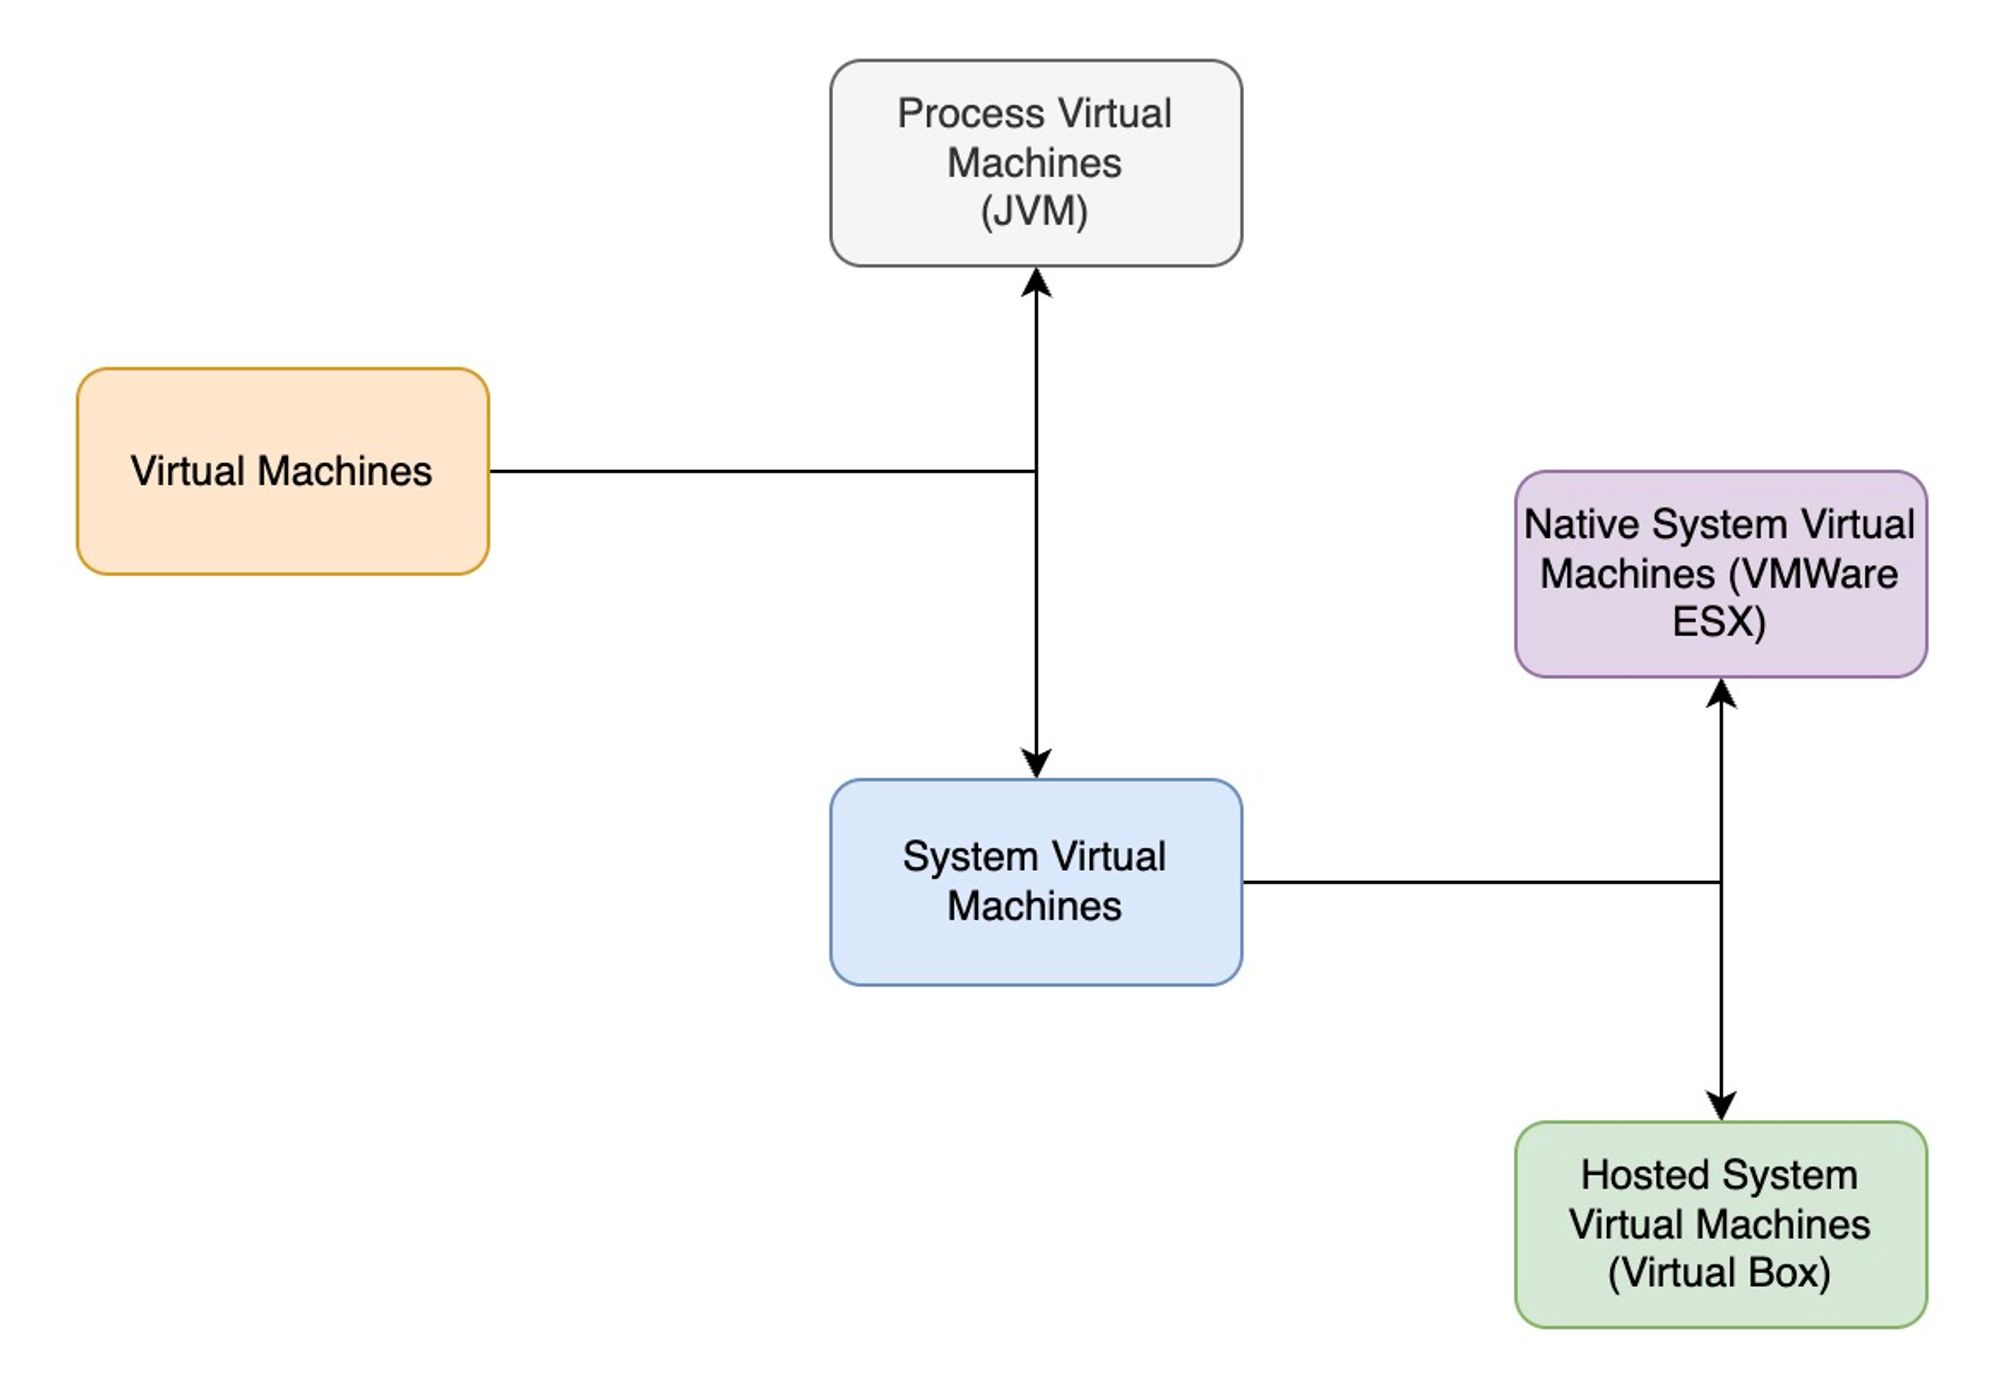 Process Virtual
Machines
(JVM)
Virtual Machines
Native System Virtual
Machines (VMWare
ESX)
System Virtual
Machines
Hosted System
Virtual Machines
(Virtual Box)